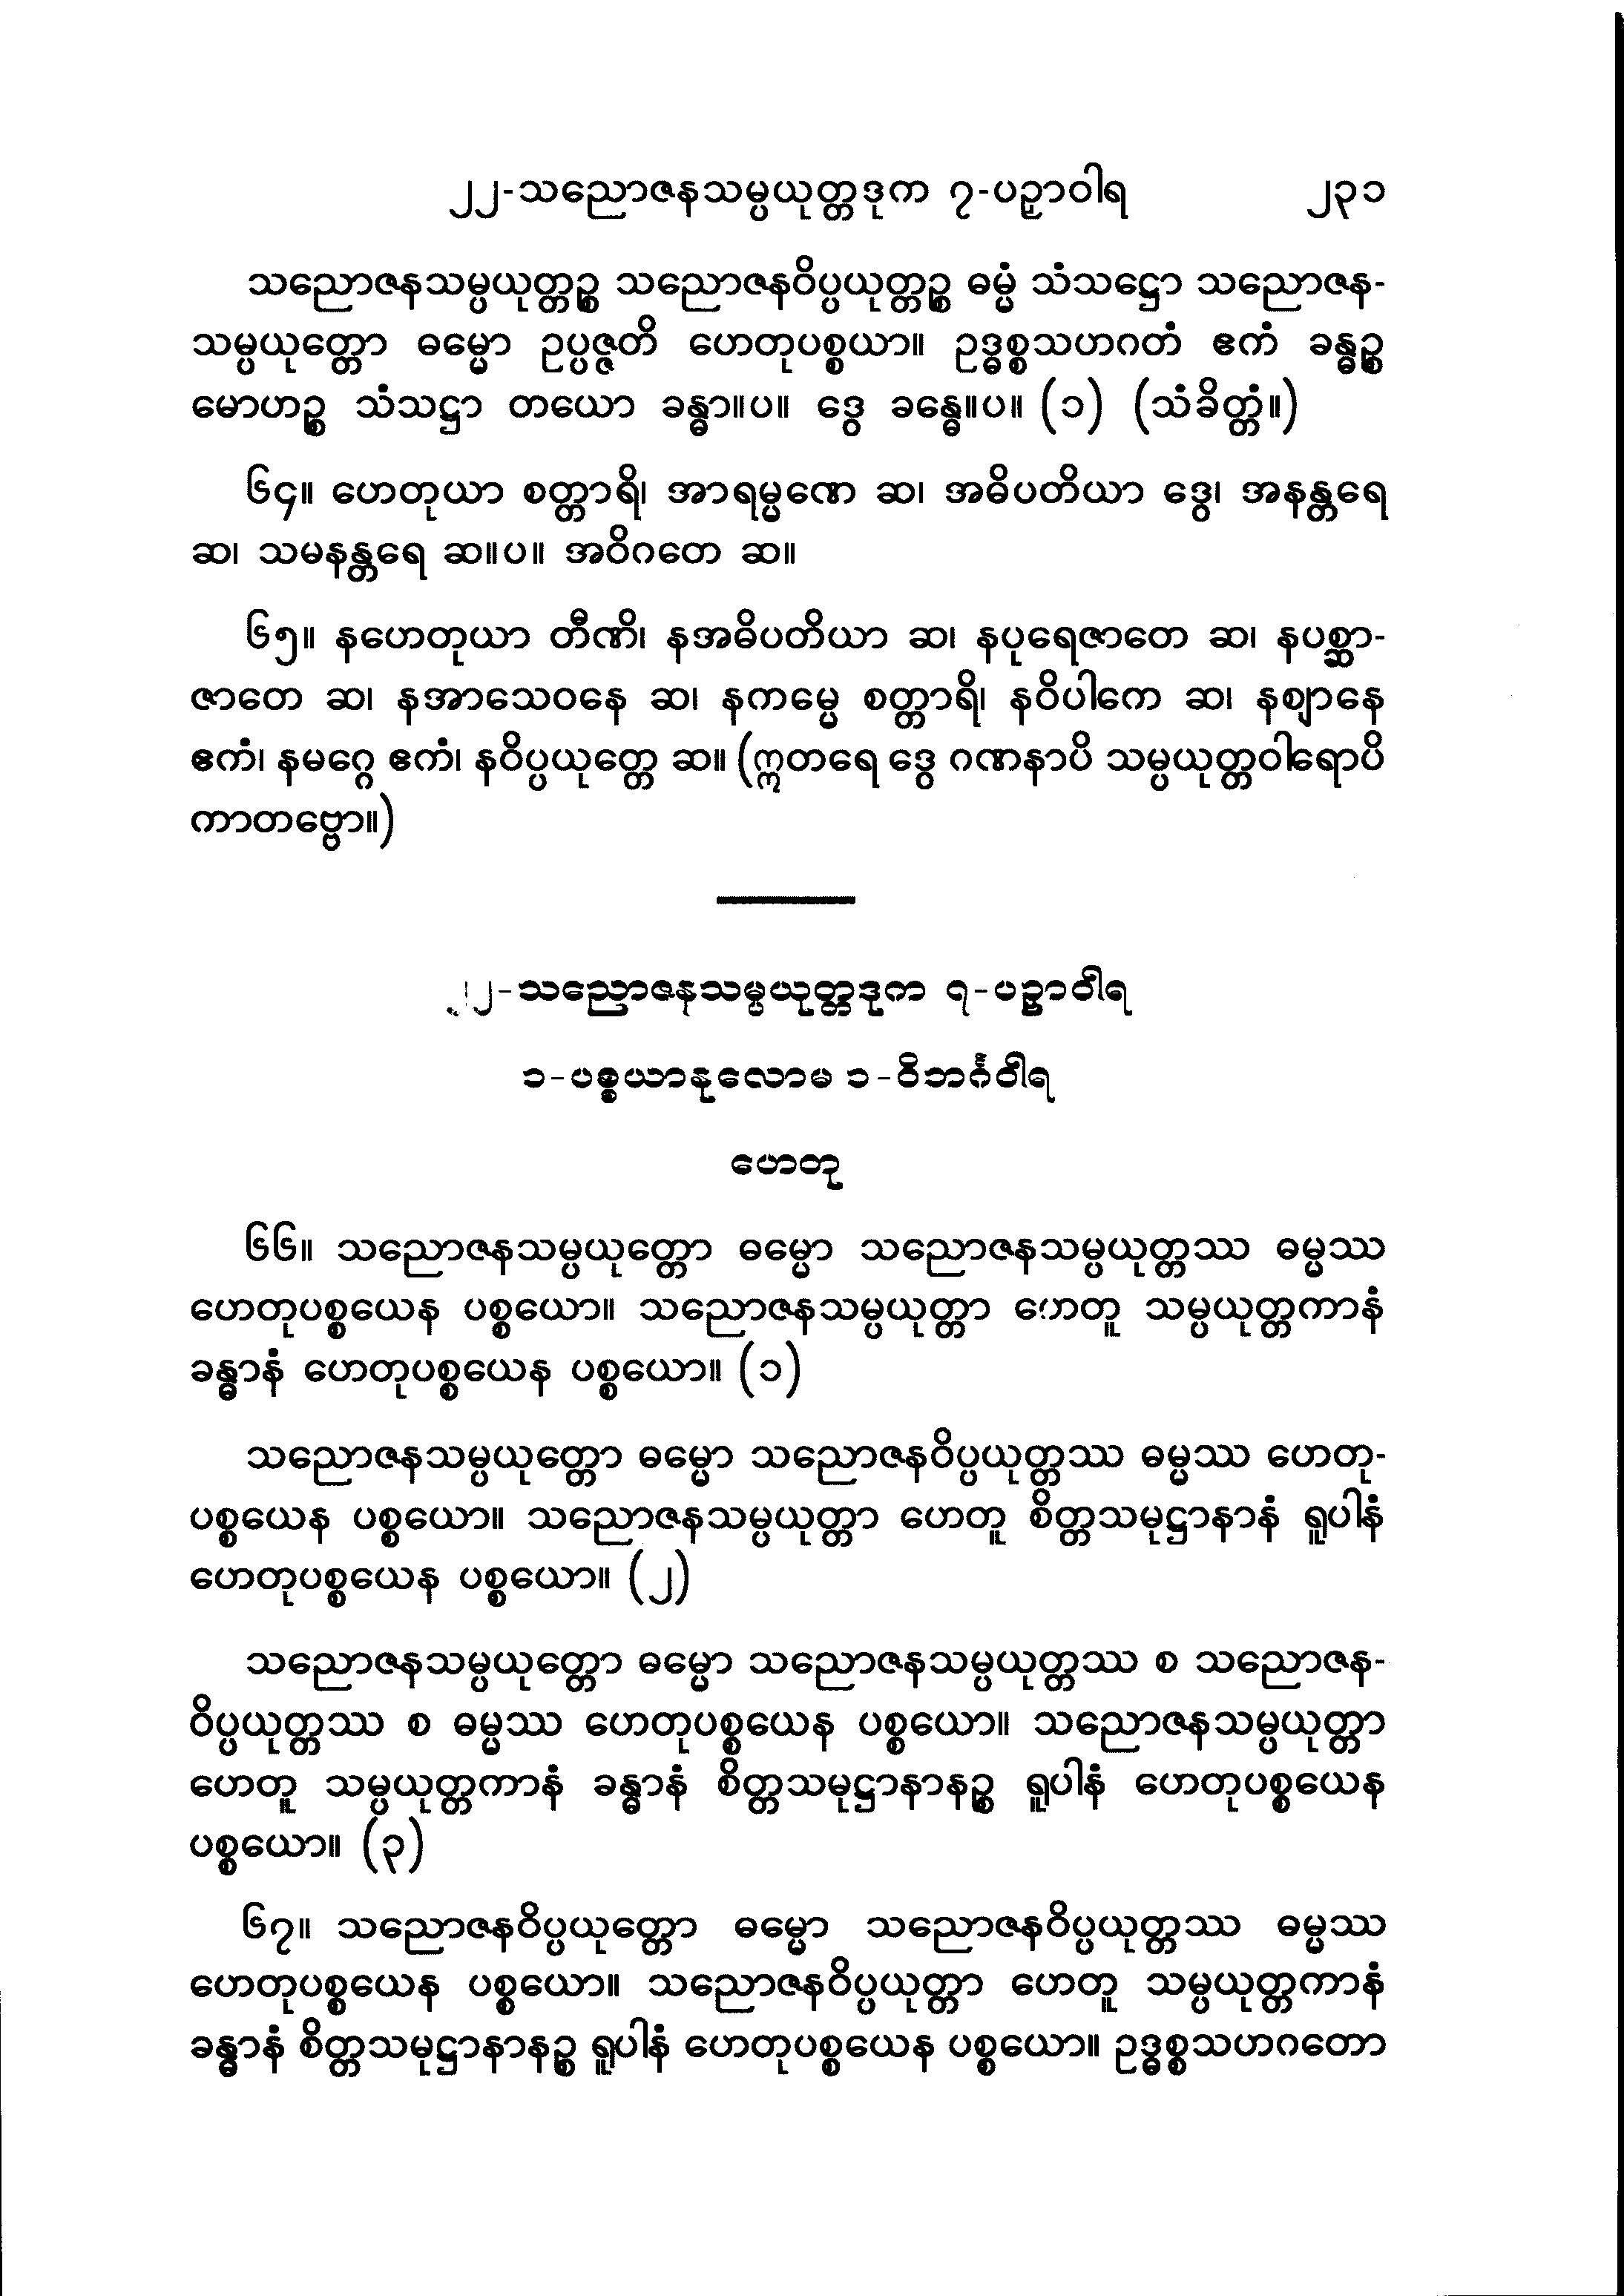 ၂၂-သညောဇနသမ္ပယုတ္တဒုက ၇-ပဉှာဝါရ ၂၃၁
သညောဇနသမ္ပယုတ္တဉ္စ သညောဇနဝိပ္ပယုတ္တဉ္စ ဓမ္မံ သံသဋ္ဌော သညောဇန-
သမ္ပယုတ္တော ဓမ္မော ဥပ္ပဇ္ဇတိ ဟေတုပစ္စယာ။ ဥဒ္ဓစ္စသဟဂတံ ဧကံ ခန္ဓဉ္စ
မောဟဉ္စ သံသဋ္ဌာ တယော ခန္ဓာ။ပ။ ဒွေ ခန္ဓေ။ပ။ (၁) (သံခိတ္တံ။)
၆၄။ ဟေတုယာ စတ္တာရိ၊ အာရမ္မဏေ ဆ၊ အဓိပတိယာ ဒွေ၊ အနန္တရေ
ဆ၊ သမနန္တရေ ဆ။ပ။ အဝိဂတေ ဆ။
၆၅။ နဟေတုယာ တီဏိ၊ နအဓိပတိယာ ဆ၊ နပုရေဇာတေ ဆ၊ နပစ္ဆာ-
ဇာတေ ဆ၊ နအာသေဝနေ ဆ၊ နကမ္မေ စတ္တာရိ၊ နဝိပါကေ ဆ၊ နဈာနေ
ဧကံ၊ နမဂ္ဂေ ဧကံ၊ နဝိပ္ပယုတ္တေ ဆ။ (ဣတရေ ဒွေ ဂဏနာပိ သမ္ပယုတ္တဝါရောပိ
ကာတဗ္ဗော။)
၂၂-သညောဇနသမ္ပယုတ္တဒုက ၇-ပဉှာဝါရ
၁-ပစ္စယာနုလောမ ၁-ဝိဘင်္ဂဝါရ
ဟေတု
၆၆။ သညောဇနသမ္ပယုတ္တော ဓမ္မော သညောဇနသမ္ပယုတ္တဿ ဓမ္မဿ
ဟေတုပစ္စယေန ပစ္စယော။ သညောဇနသမ္ပယုတ္တာ ဟေတူ သမ္ပယုတ္တကာနံ
ခန္ဓာနံ ဟေတုပစ္စယေန ပစ္စယော။ (၁)
သညောဇနသမ္ပယုတ္တော ဓမ္မော သညောဇနဝိပ္ပယုတ္တဿ ဓမ္မဿ ဟေတု-
ပစ္စယေန ပစ္စယော။ သညောဇနသမ္ပယုတ္တာ ဟေတူ စိတ္တသမုဋ္ဌာနာနံ ရူပါနံ
ဟေတုပစ္စယေန ပစ္စယော။ (၂)
သညောဇနသမ္ပယုတ္တော ဓမ္မော သညောဇနသမ္ပယုတ္တဿ စ သညောဇန-
ဝိပ္ပယုတ္တဿ စ ဓမ္မဿ ဟေတုပစ္စယေန ပစ္စယော။ သညောဇနသမ္ပယုတ္တာ
ဟေတူ သမ္ပယုတ္တကာနံ ခန္ဓာနံ စိတ္တသမုဋ္ဌာနာနဉ္စ ရူပါနံ ဟေတုပစ္စယေန
ပစ္စယော။ (၃)
၆၇။ သညောဇနဝိပ္ပယုတ္တော ဓမ္မော သညောဇနဝိပ္ပယုတ္တဿ ဓမ္မဿ
ဟေတုပစ္စယေန ပစ္စယော။ သညောဇနဝိပ္ပယုတ္တာ ဟေတူ သမ္ပယုတ္တကာနံ
ခန္ဓာနံ စိတ္တသမုဋ္ဌာနာနဉ္စ ရူပါနံ ဟေတုပစ္စယေန ပစ္စယော။ ဥဒ္ဓစ္စသဟဂတော